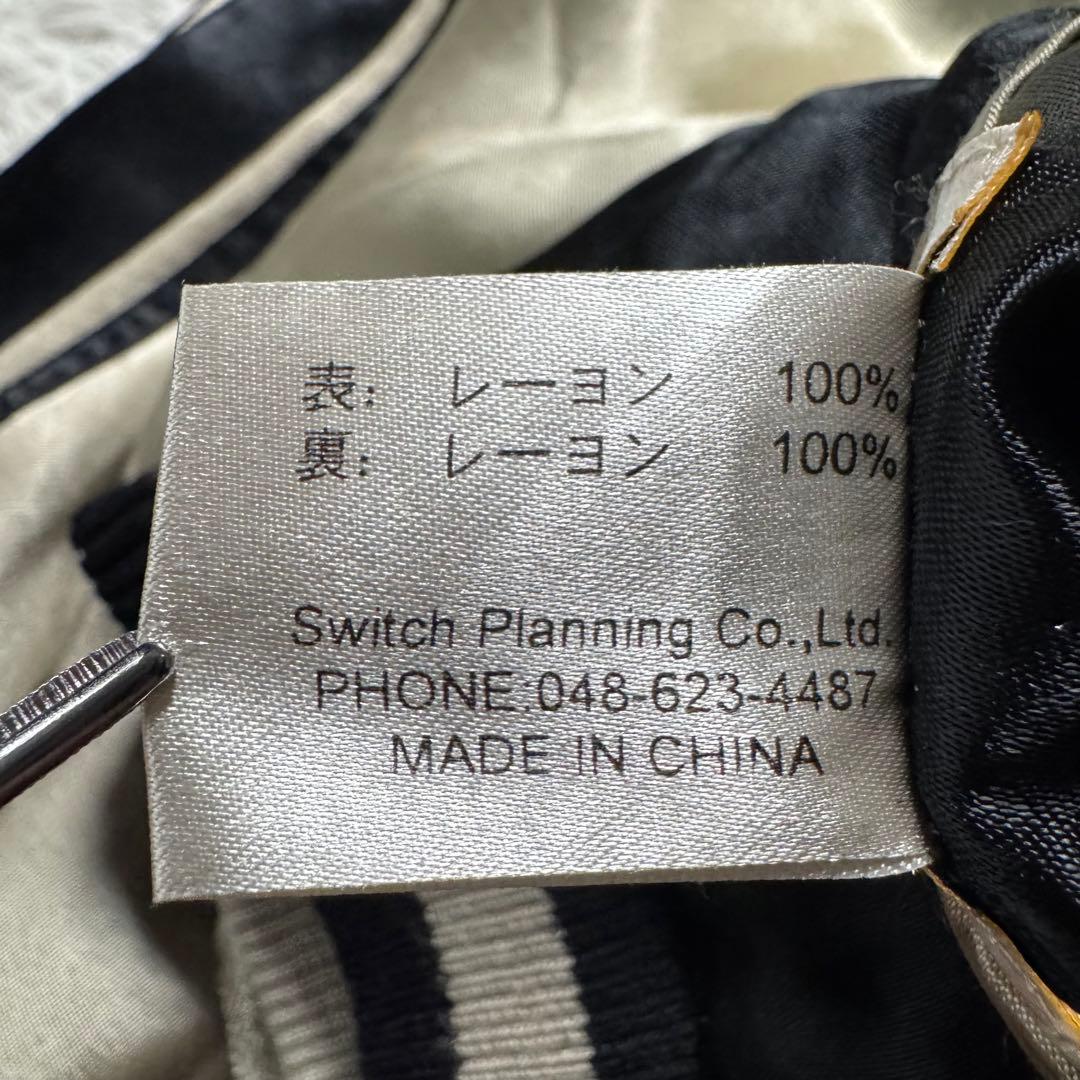 表: レーヨン 100%
裏: レーヨン 100%
Switch Planning Co.,Ltd.
PHONE:048-623-4487
MADE IN CHINA